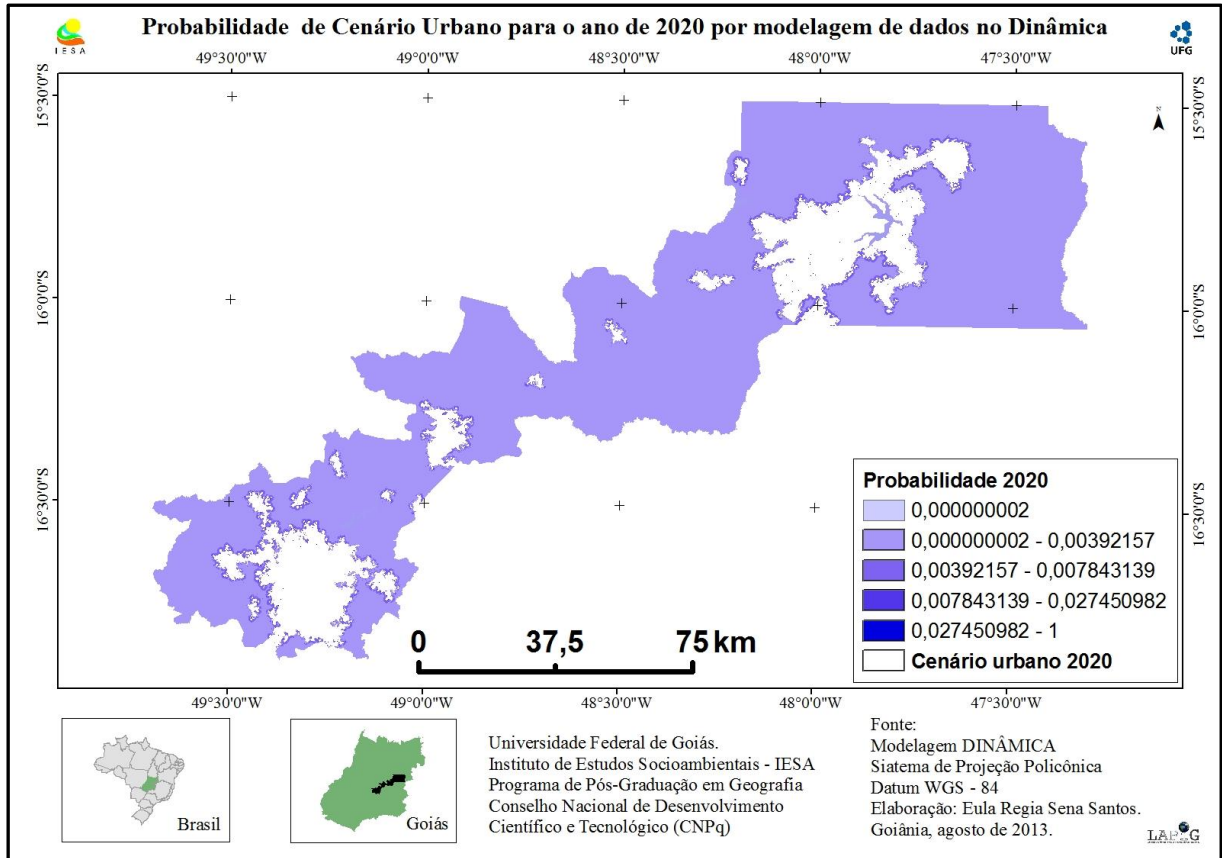 Probabilidade de Cenário Urbano para o ano de 2020 por modelagem de dados no Dinâmica
IESA
UFG
49°30'0"W
49°0'0"W
48°30'0"W
48°0'0"W
47°30'0"W
15°30'0"S
15°30'0"S
16°0'0"S
16°0'0"S
16°30'0"S
16°30'0"S
N
Probabilidade 2020
0,000000002
0,000000002 - 0,00392157
0,00392157 - 0,007843139
0,007843139 - 0,027450982
0,027450982 - 1
Cenário urbano 2020
0 37,5 75 km
49°30'0"W
49°0'0"W
48°30'0"W
48°0'0"W
47°30'0"W
Brasil
Goiás
Universidade Federal de Goiás.
Instituto de Estudos Socioambientais - IESA
Programa de Pós-Graduação em Geografia
Conselho Nacional de Desenvolvimento
Científico e Tecnológico (CNPq)
Fonte:
Modelagem DINÂMICA
Siatema de Projeção Policônica
Datum WGS - 84
Elaboração: Eula Regia Sena Santos.
Goiânia, agosto de 2013.
LAPIG